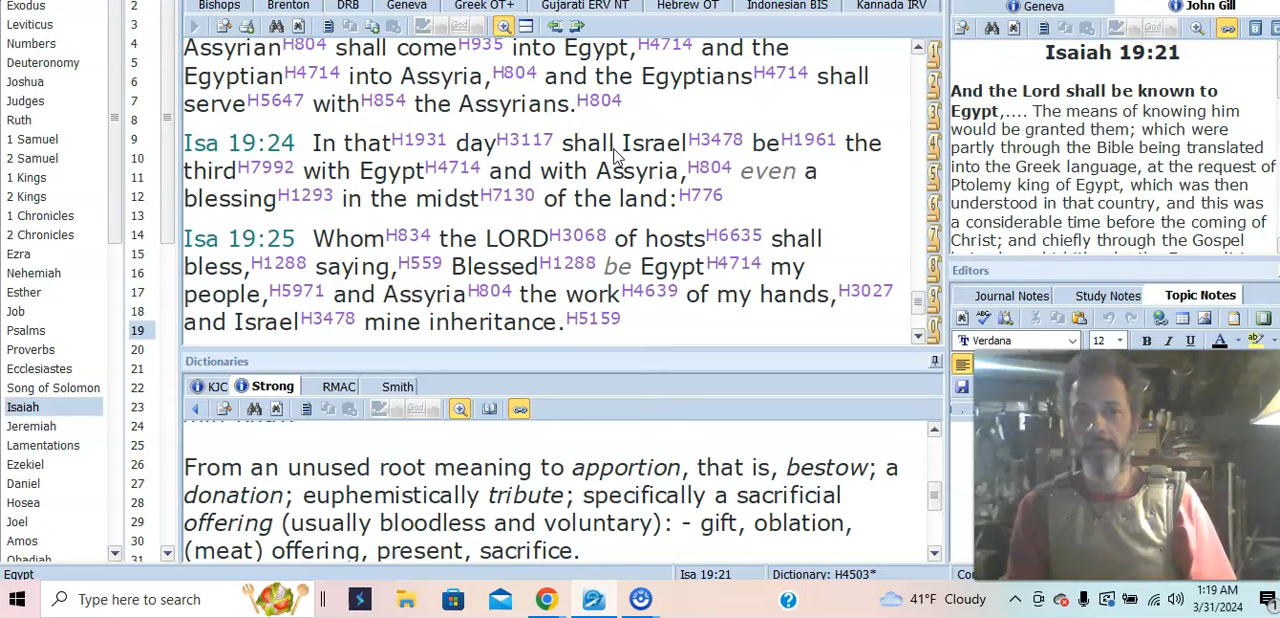 Exodus
Leviticus
Numbers
Deuteronomy
Joshua
Judges
Ruth
1 Samuel
2 Samuel
1 Kings
2 Kings
1 Chronicles
2 Chronicles
Ezra
Nehemiah
Esther
Job
Psalms
Proverbs
Ecclesiastes
Song of Solomon
Isaiah
Jeremiah
Lamentations
Ezekiel
Daniel
Hosea
Joel
Amos
Obadiah
2
3
4
5
6
7
8
9
10
11
12
13
14
15
16
17
18
19
20
21
22
23
24
25
26
27
28
29
30
31
Bishops Brenton DRB Geneva Greek OT+ Gujarati ERV NT Hebrew OT Indonesian BIS Kannada IRV
Assyrian H804 shall come H935 into Egypt, H4714 and the
Egyptian H4714 into Assyria, H804 and the Egyptians H4714 shall
serve H5647 with H854 the Assyrians. H804
Isa 19:24 In that H1931 day H3117 shall Israel H3478 be H1961 the
third H7992 with Egypt H4714 and with Assyria, H804 even a
blessing H1293 in the midst H7130 of the land: H776
Isa 19:25 Whom H834 the LORD H3068 of hosts H6635 shall
bless, H1288 saying, H559 Blessed H1288 be Egypt H4714 my
people, H5971 and Assyria H804 the work H4639 of my hands, H3027
and Israel H3478 mine inheritance. H5159
Dictionaries
KJC Strong RMAC Smith
From an unused root meaning to apportion, that is, bestow; a
donation; euphemistically tribute; specifically a sacrificial
offering (usually bloodless and voluntary): - gift, oblation,
(meat) offering, present, sacrifice.
Geneva John Gill
Isaiah 19:21
And the Lord shall be known to
Egypt,.... The means of knowing him
would be granted them; which were
partly through the Bible being translated
into the Greek language, at the request of
Ptolemy king of Egypt, which was then
understood in that country, and this was
a considerable time before the coming of
Christ; and chiefly through the Gospel
Editors
Journal Notes Study Notes Topic Notes
Verdana 12 B I U A ab
Egypt Isa 19:21 Dictionary: H4503*
Type here to search
41°F Cloudy
1:19 AM
3/31/2024